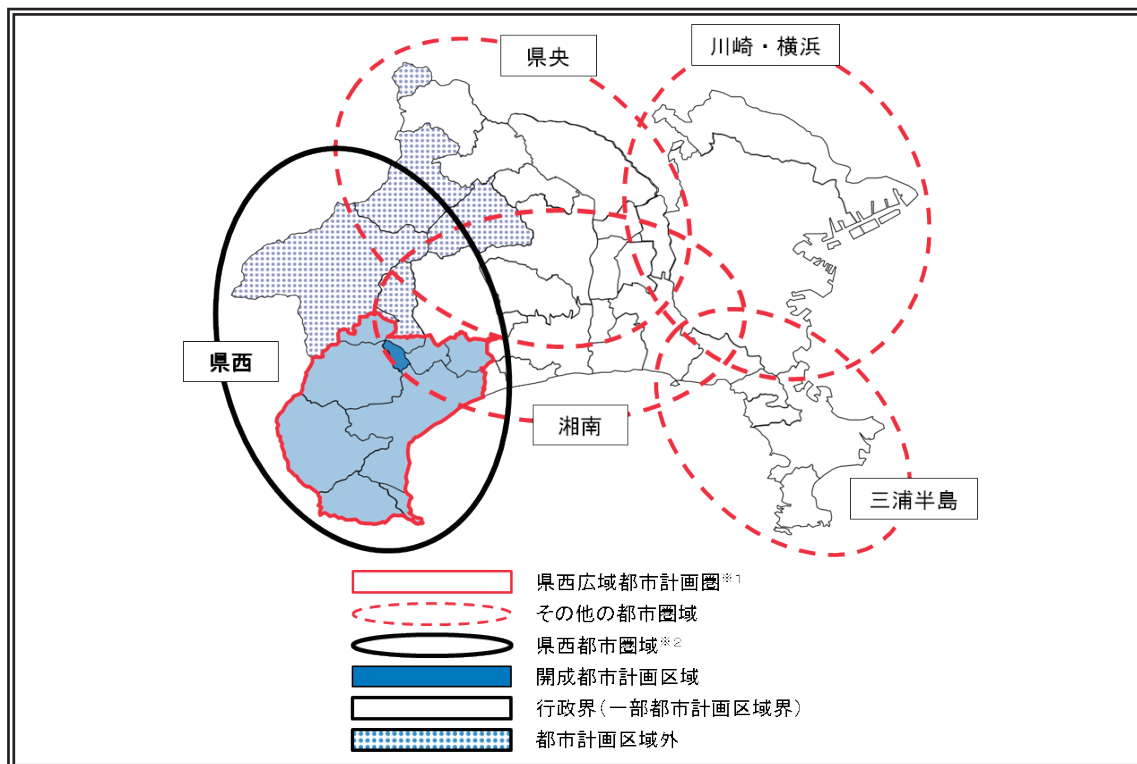 県央
川崎・横浜
県西
湘南
三浦半島
県西広域都市計画圏※1
その他の都市圏域
県西都市圏域※2
開成都市計画区域
行政界(一部都市計画区域界)
都市計画区域外